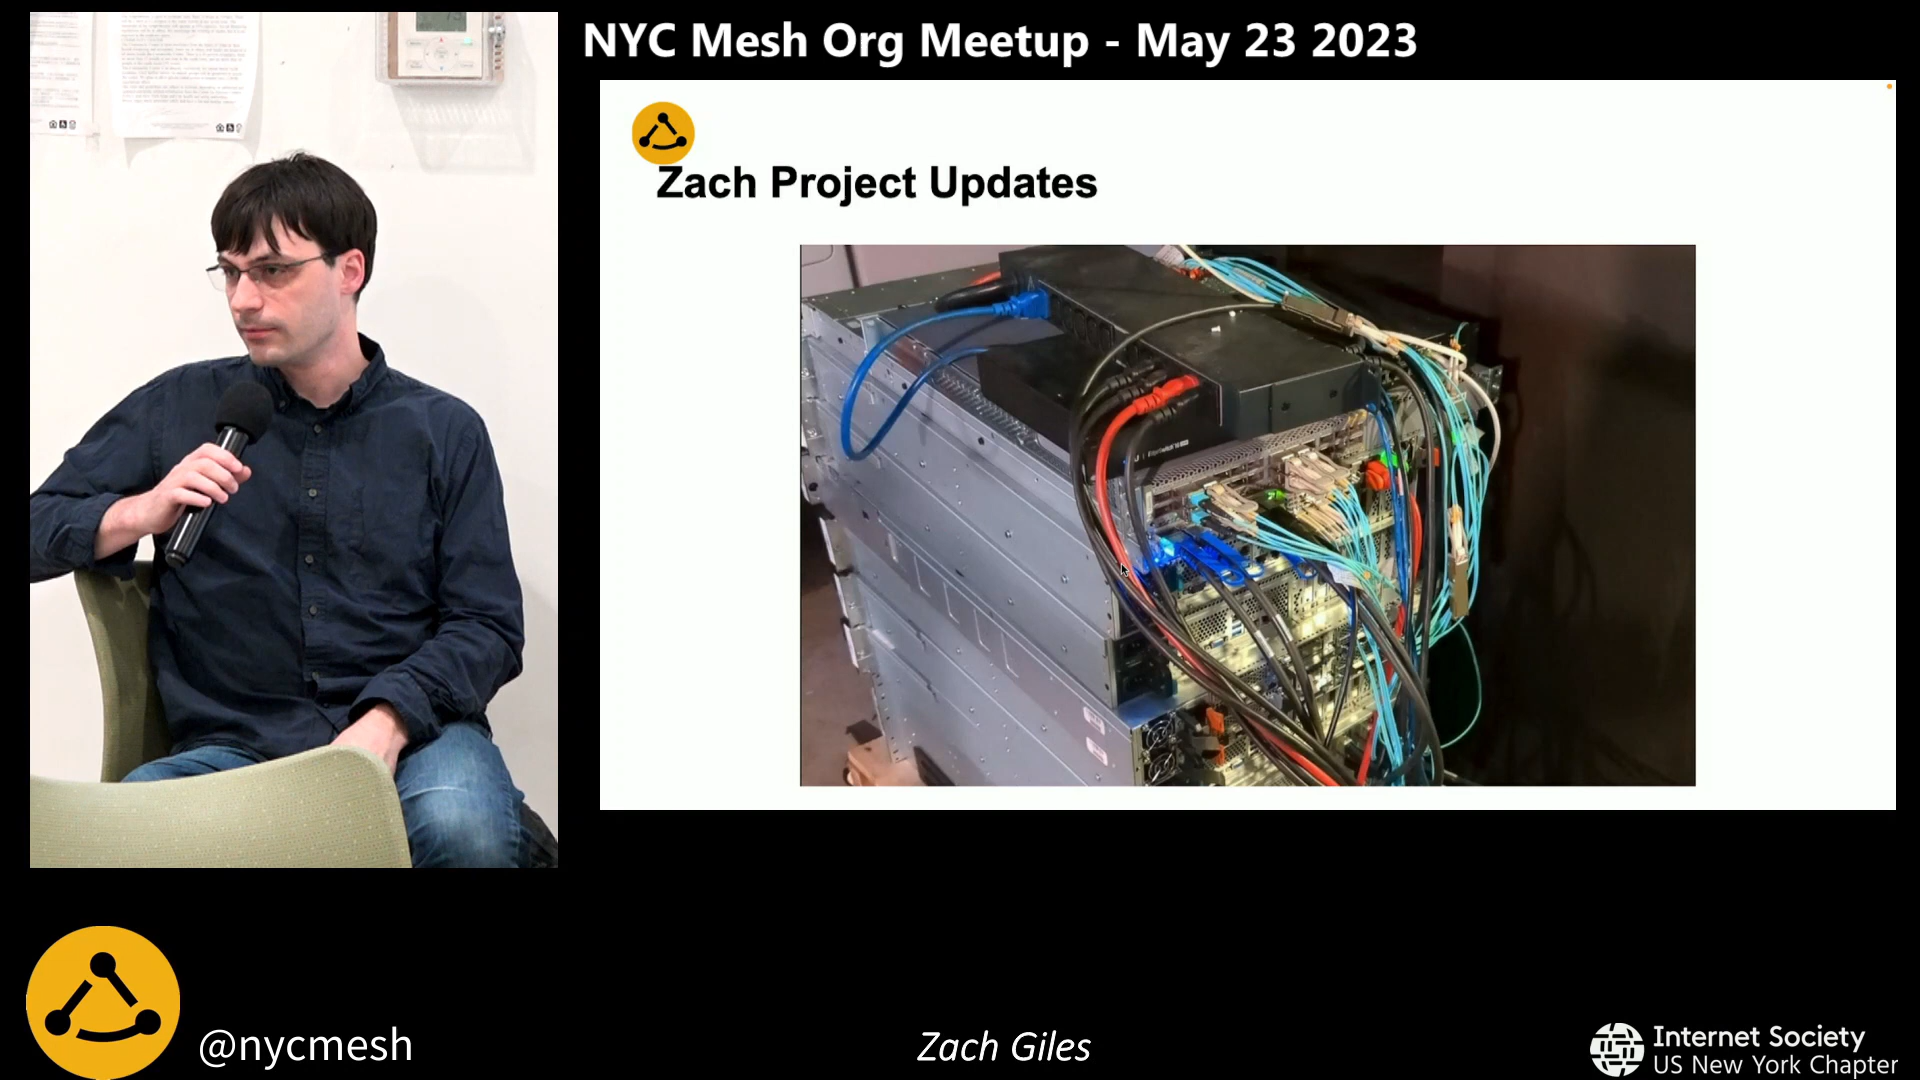 NYC Mesh Org Meetup - May 23 2023
Zach Project Updates
@nycmesh
Zach Giles
Internet Society
US New York Chapter